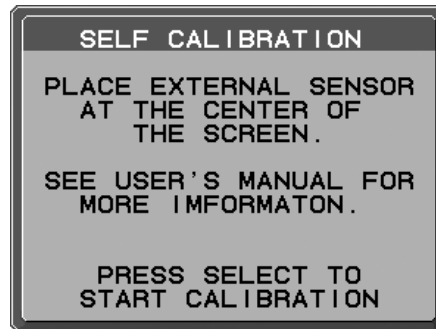 SELF CALIBRATION
PLACE EXTERNAL SENSOR
AT THE CENTER OF
THE SCREEN.
SEE USER'S MANUAL FOR
MORE IMFORMATON.
PRESS SELECT TO
START CALIBRATION